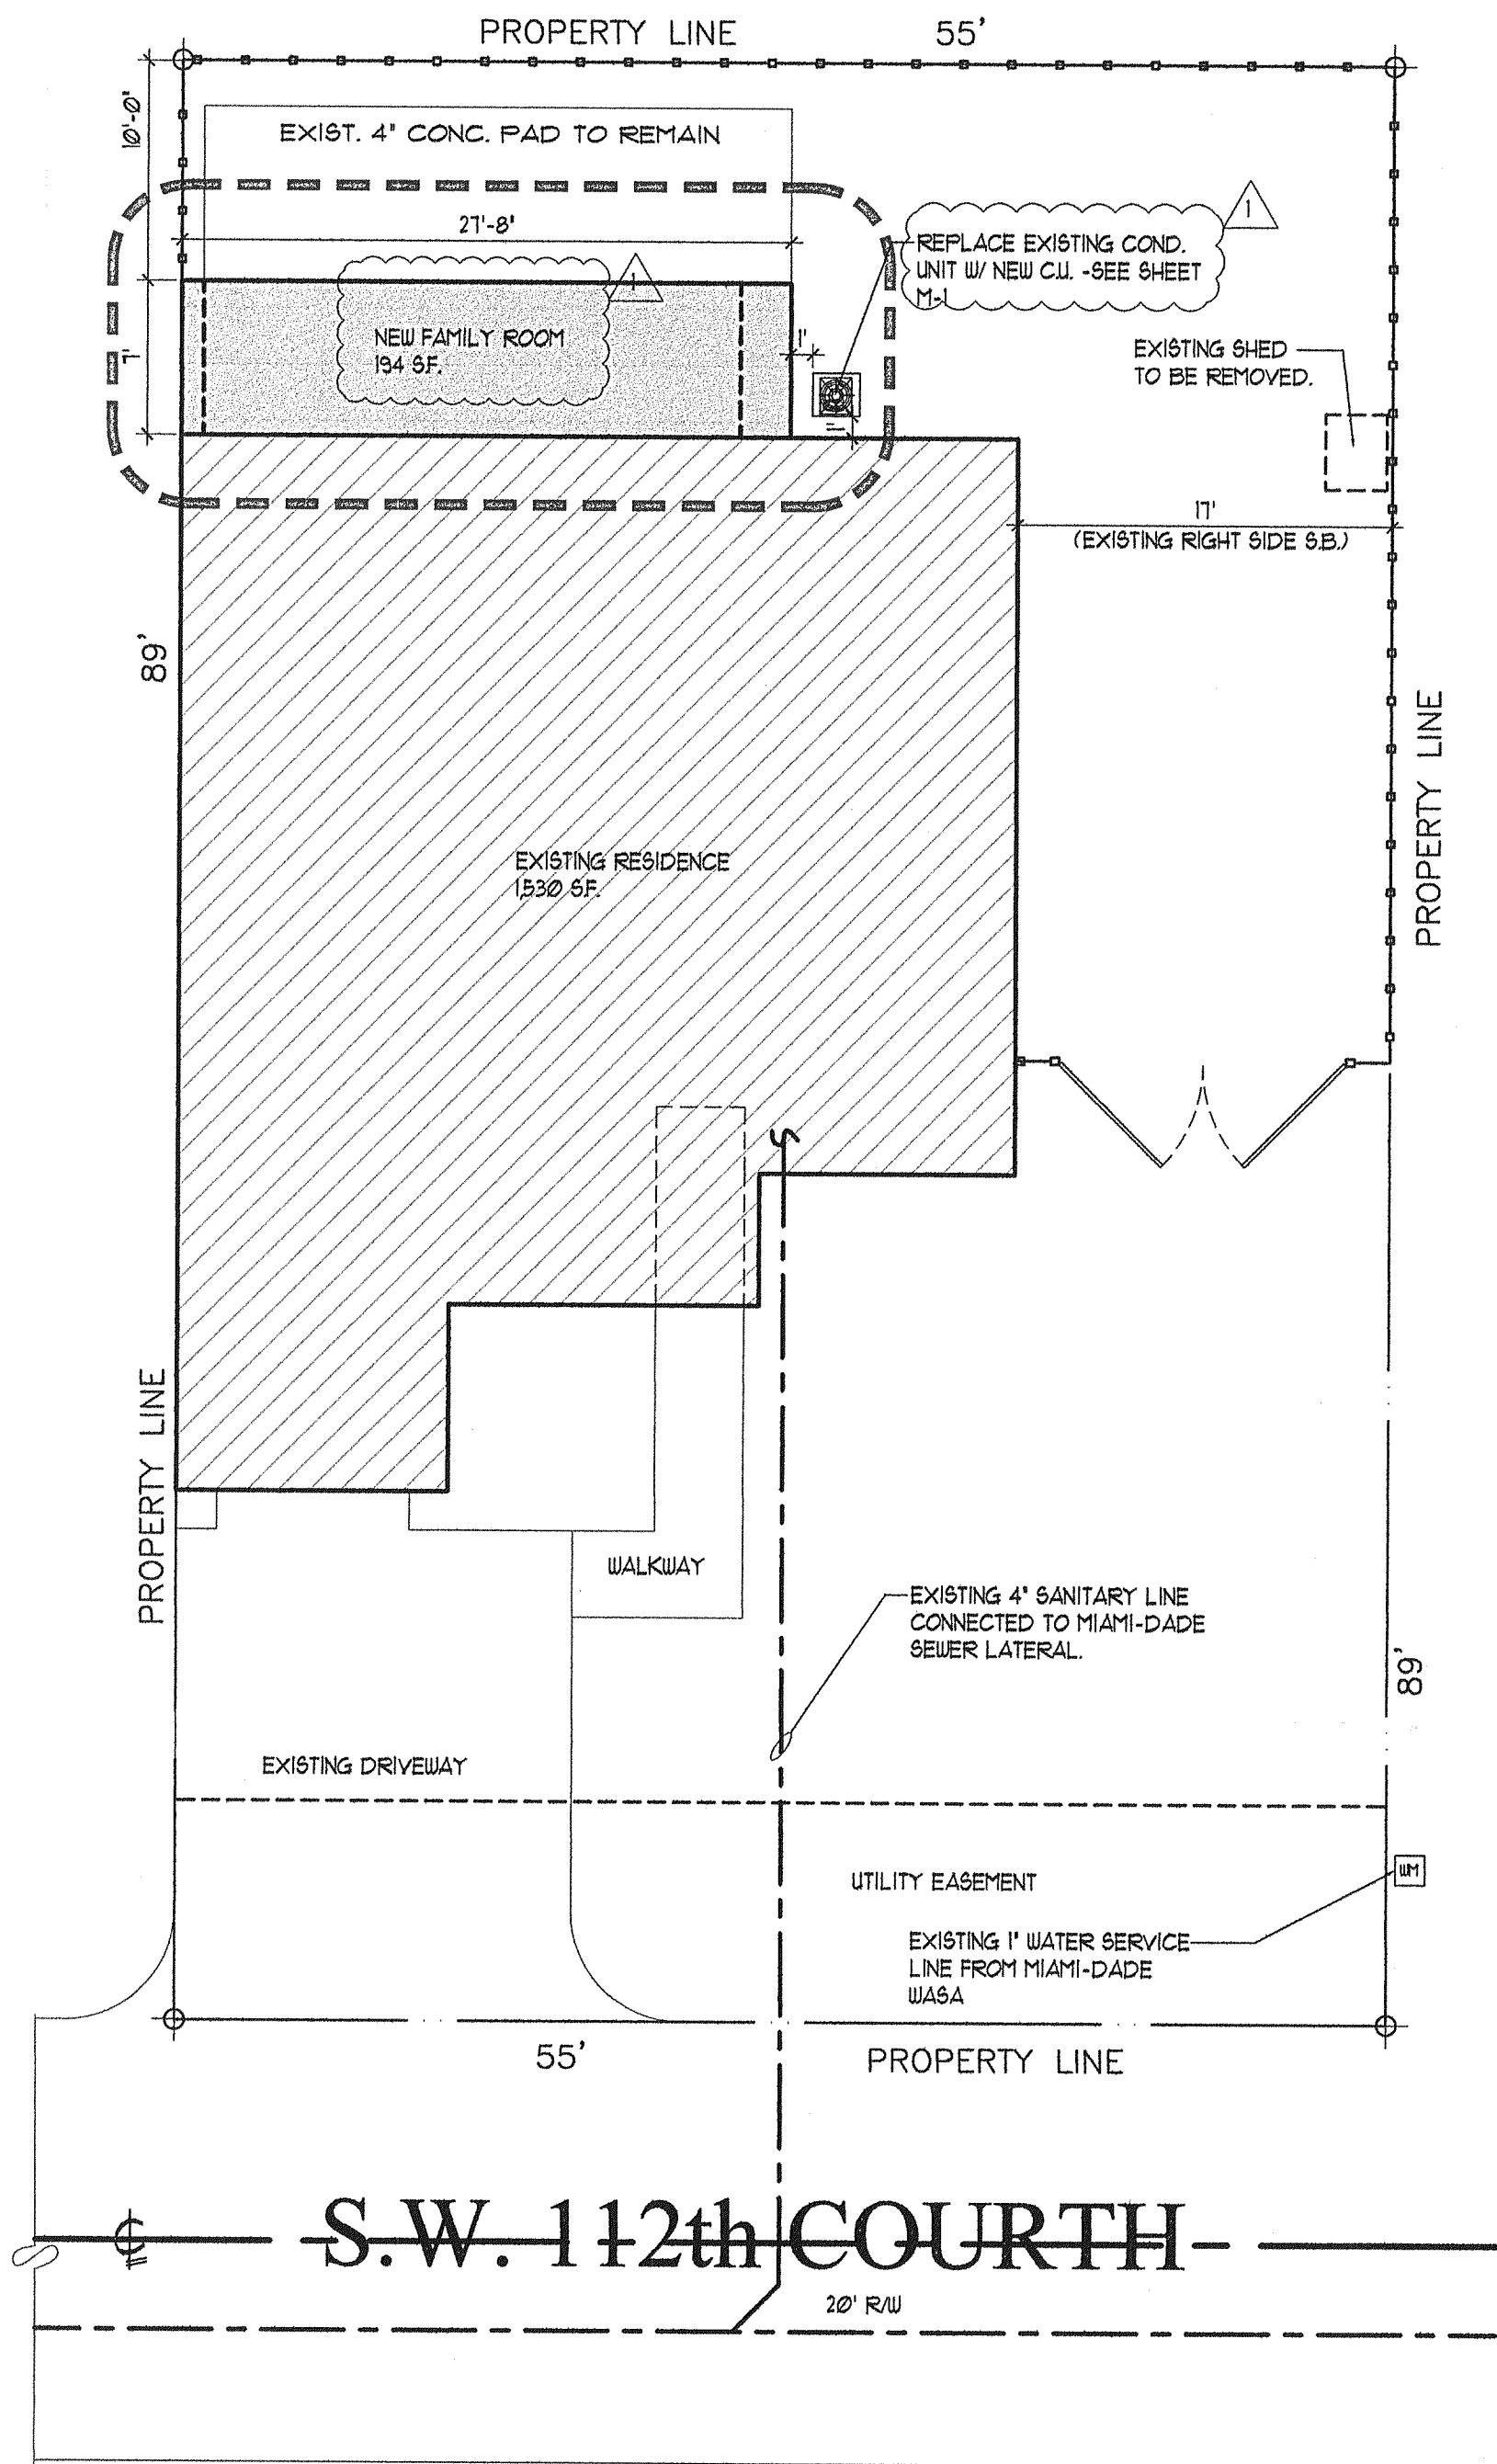 PROPERTY LINE 55'
10'-0"
EXIST. 4" CONC. PAD TO REMAIN
27'-8"
1
REPLACE EXISTING COND.
UNIT W/ NEW C.U. -SEE SHEET
M-1
1
NEW FAMILY ROOM
194 S.F.
7'
1'
1'
EXISTING SHED
TO BE REMOVED.
17'
(EXISTING RIGHT SIDE S.B.)
89'
PROPERTY LINE
EXISTING RESIDENCE
1,530 S.F.
S
PROPERTY LINE
WALKWAY
EXISTING 4" SANITARY LINE
CONNECTED TO MIAMI-DADE
SEWER LATERAL.
89'
EXISTING DRIVEWAY
UTILITY EASEMENT
WM
EXISTING 1" WATER SERVICE
LINE FROM MIAMI-DADE
WASA
55'
PROPERTY LINE
S.W. 112th COURTH
20' R/W